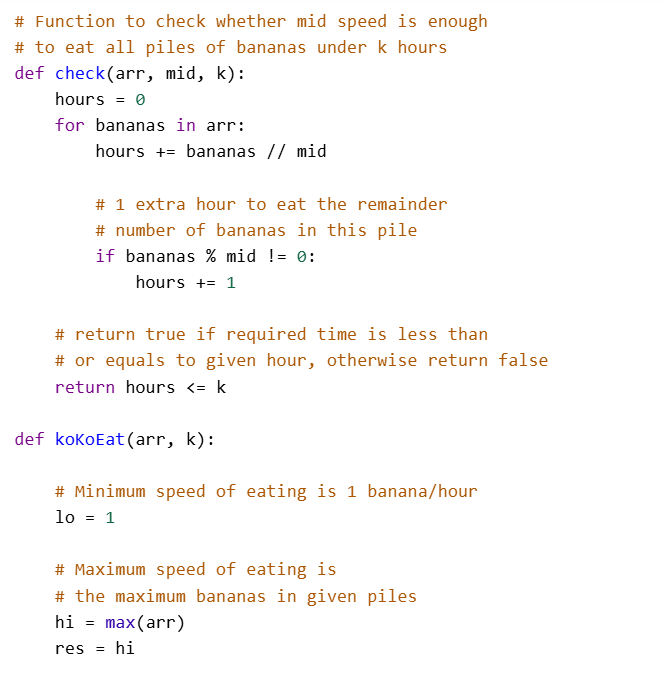 # Function to check whether mid speed is enough
# to eat all piles of bananas under k hours
def check(arr, mid, k):
    hours = 0
    for bananas in arr:
        hours += bananas // mid

        # 1 extra hour to eat the remainder
        # number of bananas in this pile
        if bananas % mid != 0:
            hours += 1

    # return true if required time is less than
    # or equals to given hour, otherwise return false
    return hours <= k

def koKoEat(arr, k):

    # Minimum speed of eating is 1 banana/hour
    lo = 1

    # Maximum speed of eating is
    # the maximum bananas in given piles
    hi = max(arr)
    res = hi